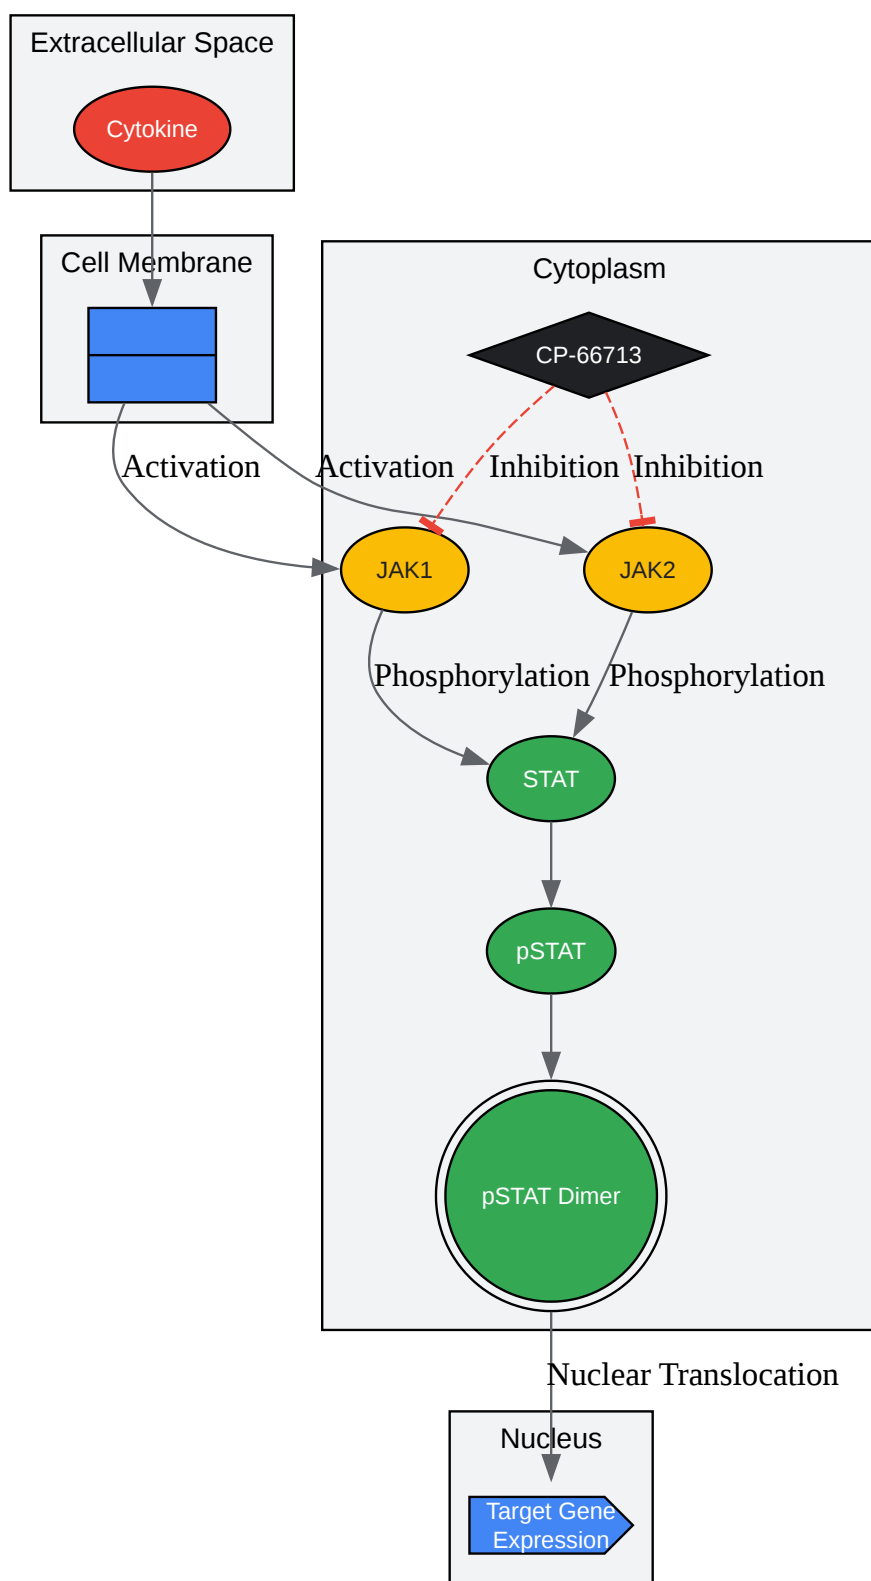 Extracellular Space
Cytokine
Cell Membrane
Cytoplasm
CP-66713
Activation
Activation
Inhibition
Inhibition
JAK1
JAK2
Phosphorylation
Phosphorylation
STAT
pSTAT
pSTAT Dimer
Nuclear Translocation
Nucleus
Target Gene
Expression